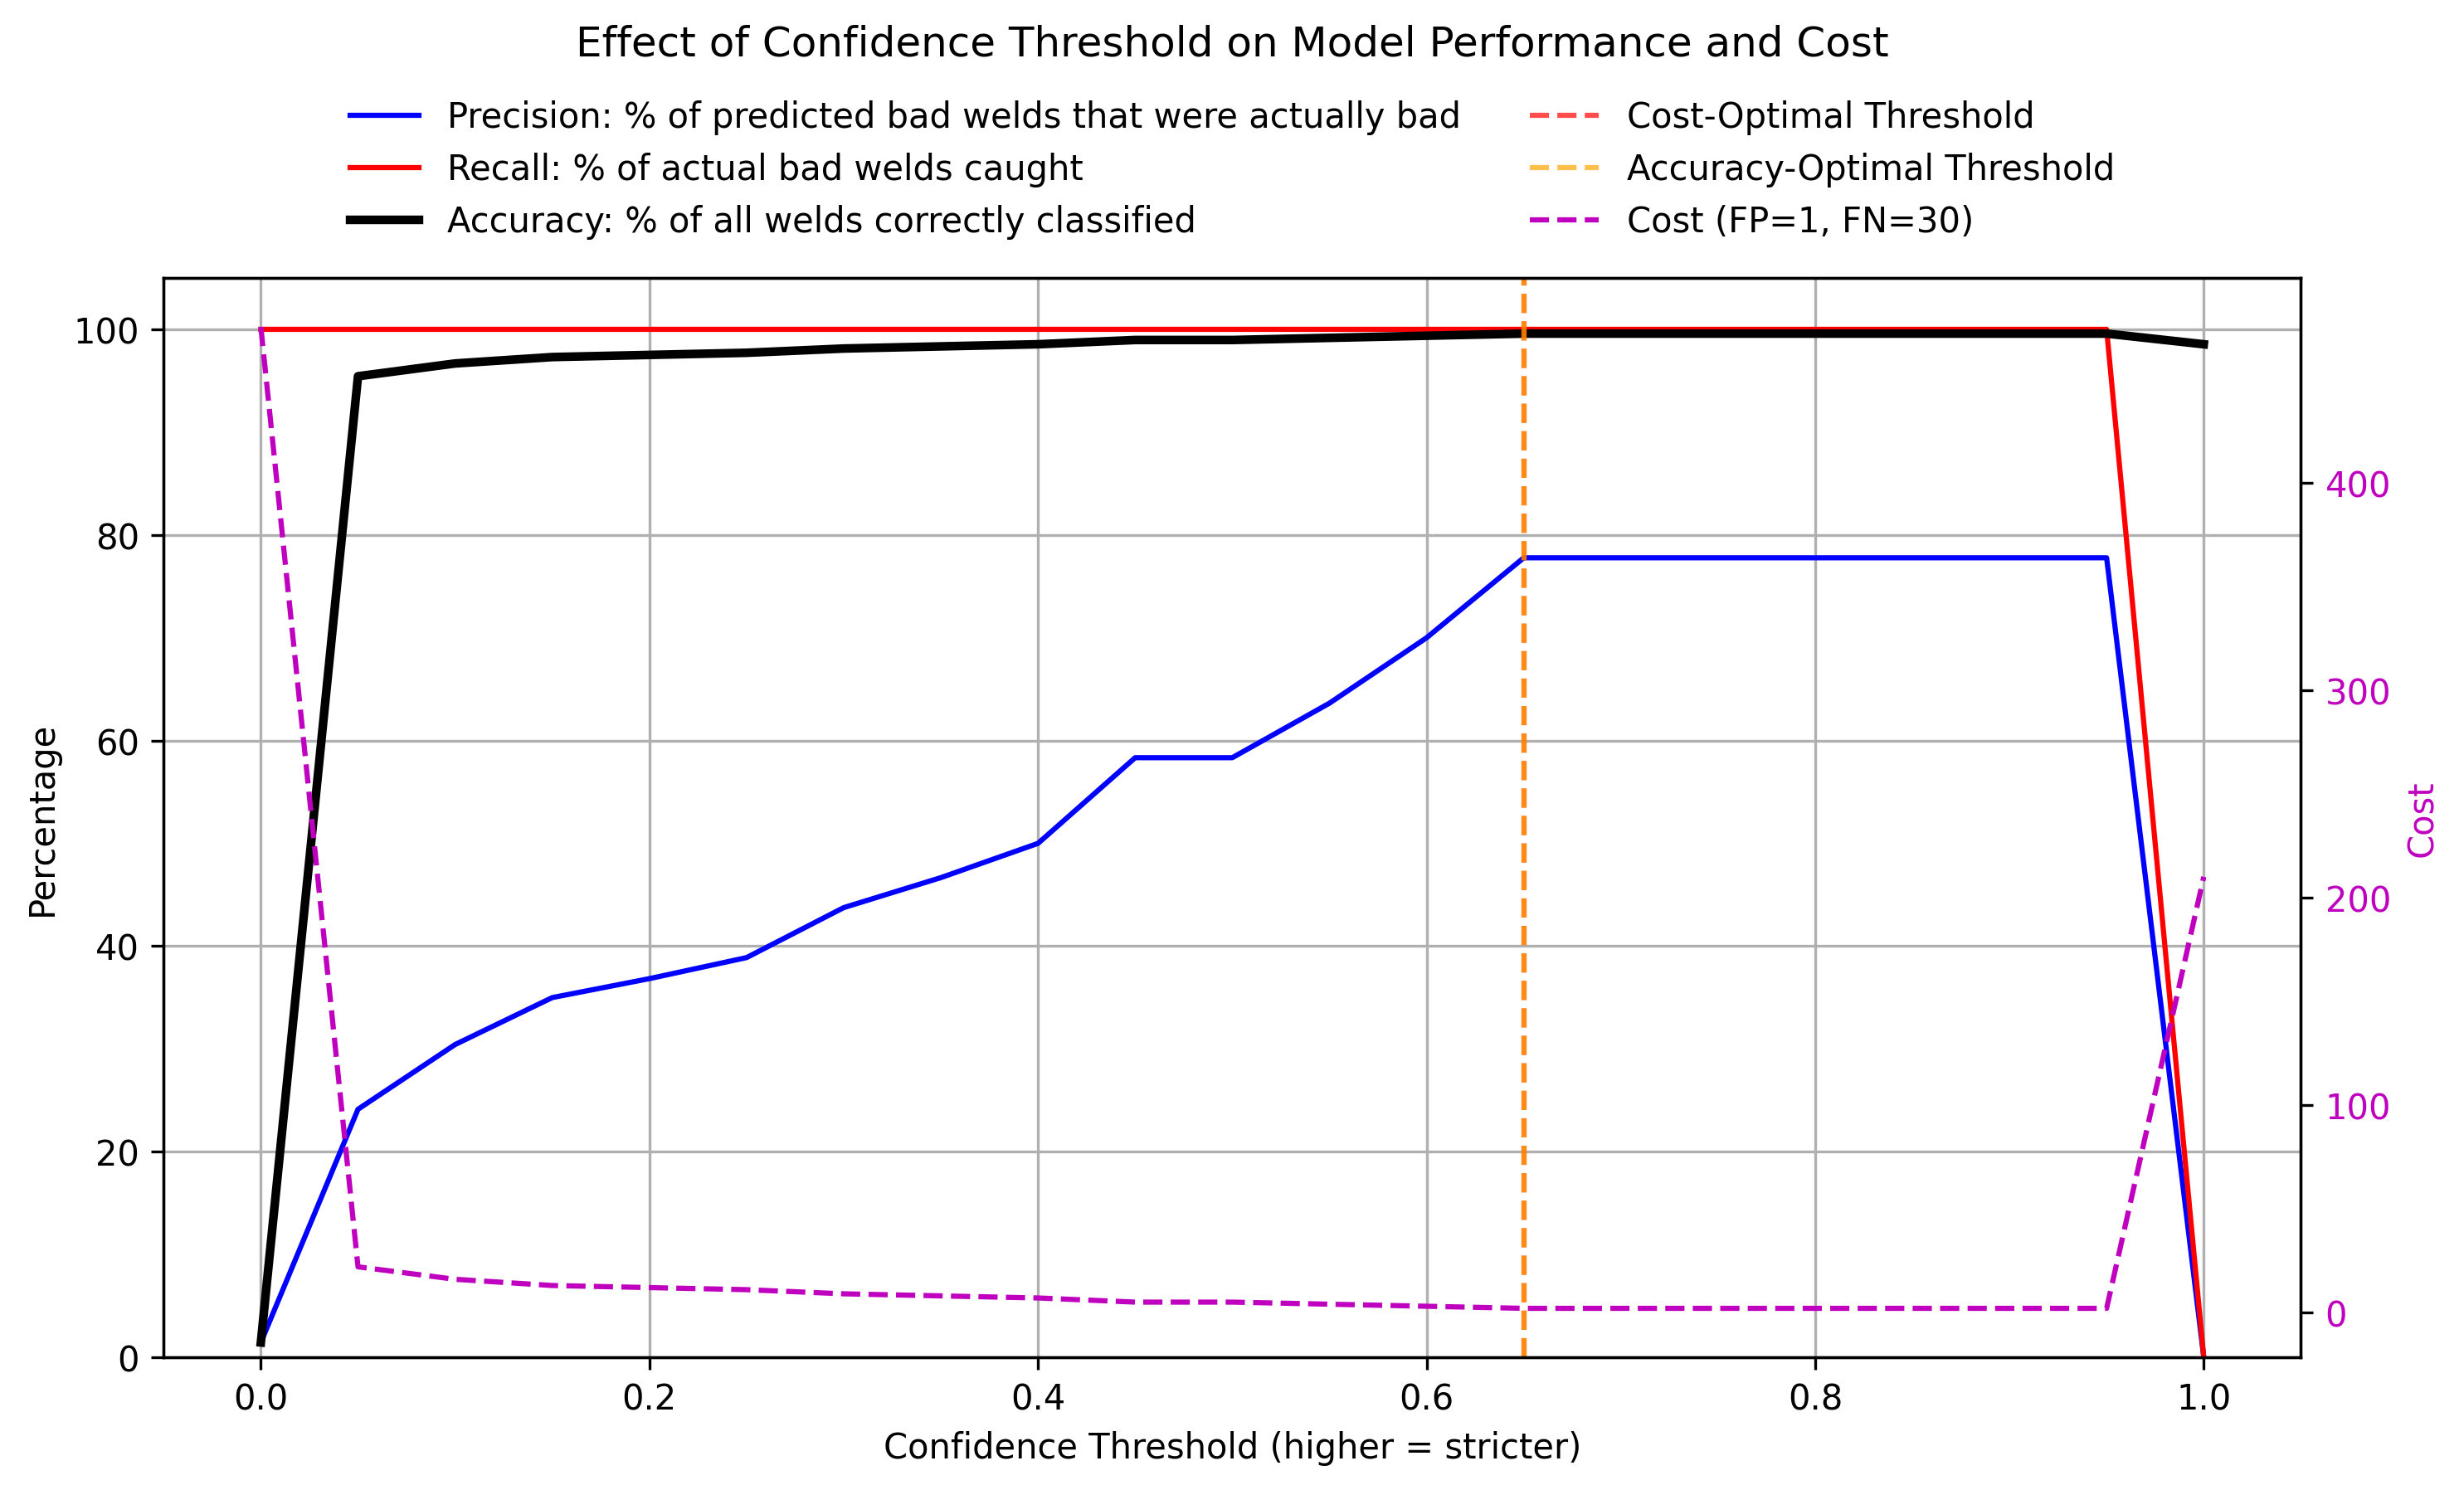 Effect of Confidence Threshold on Model Performance and Cost
Precision: % of predicted bad welds that were actually bad
Recall: % of actual bad welds caught
Accuracy: % of all welds correctly classified
Cost-Optimal Threshold
Accuracy-Optimal Threshold
Cost (FP=1, FN=30)
Percentage
100
80
60
40
20
0
400
300
200
100
0
Cost
0.0 0.2 0.4 0.6 0.8 1.0
Confidence Threshold (higher = stricter)